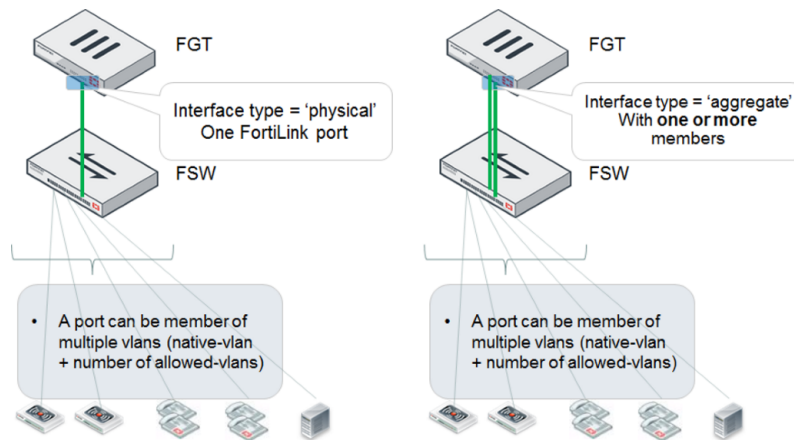 FGT
Interface type = ‘physical’
One FortiLink port
FSW
• A port can be member of
multiple vlans (native-vlan
+ number of allowed-vlans)
FGT
Interface type = ‘aggregate’
With one or more
members
FSW
• A port can be member of
multiple vlans (native-vlan
+ number of allowed-vlans)